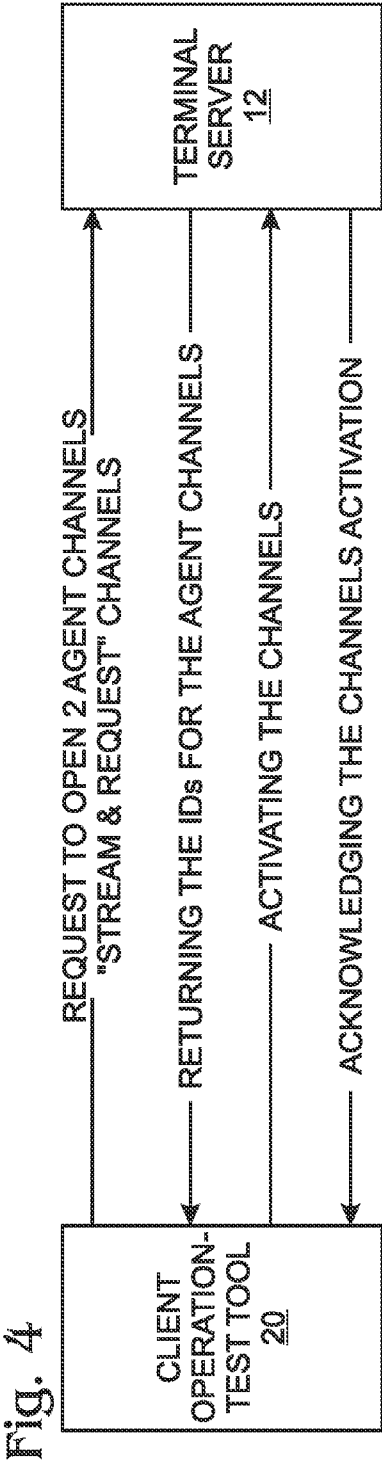 Fig. 4
CLIENT
OPERATION-
TEST TOOL
20
REQUEST TO OPEN 2 AGENT CHANNELS
"STREAM & REQUEST" CHANNELS
RETURNING THE IDs FOR THE AGENT CHANNELS
ACTIVATING THE CHANNELS
ACKNOWLEDGING THE CHANNELS ACTIVATION
TERMINAL
SERVER
12